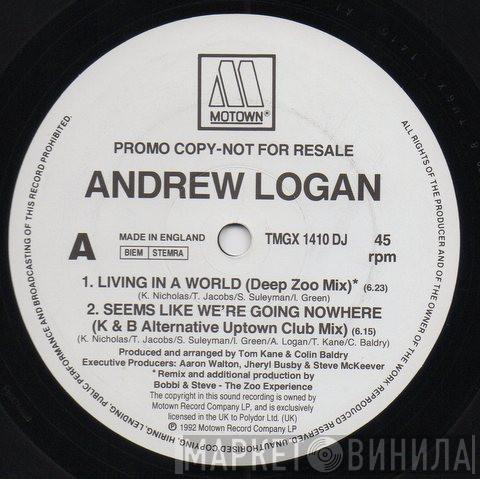 MOTOWN®
PROMO COPY-NOT FOR RESALE
ANDREW LOGAN
A
MADE IN ENGLAND
BIEM STEMRA
TMGX 1410 DJ
45
rpm
1. LIVING IN A WORLD (Deep Zoo Mix)* (6.23)
(K. Nicholas/T. Jacobs/S. Suleyman/I. Green)
2. SEEMS LIKE WE'RE GOING NOWHERE
(K & B Alternative Uptown Club Mix) (6.15)
(K. Nicholas/T. Jacobs/S. Suleyman/I. Green/A. Logan/T. Kane/C. Baldry)
Produced and arranged by Tom Kane & Colin Baldry
Executive Producers: Aaron Walton, Jheryl Busby & Steve McKeever
* Remix and additional production by
Bobbi & Steve - The Zoo Experience
The copyright in this sound recording is owned by
Motown Record Company LP, and is exclusively
licensed in the UK to Polydor Ltd. (UK)
℗ 1992 Motown Record Company LP
ALL RIGHTS OF THE PRODUCER AND OF THE OWNER OF THE WORK REPRODUCED RESERVED. UNAUTHORISED COPYING, HIRING, LENDING, PUBLIC PERFORMANCE AND BROADCASTING OF THIS RECORD PROHIBITED.
МАРКЕТ ВИНИЛА